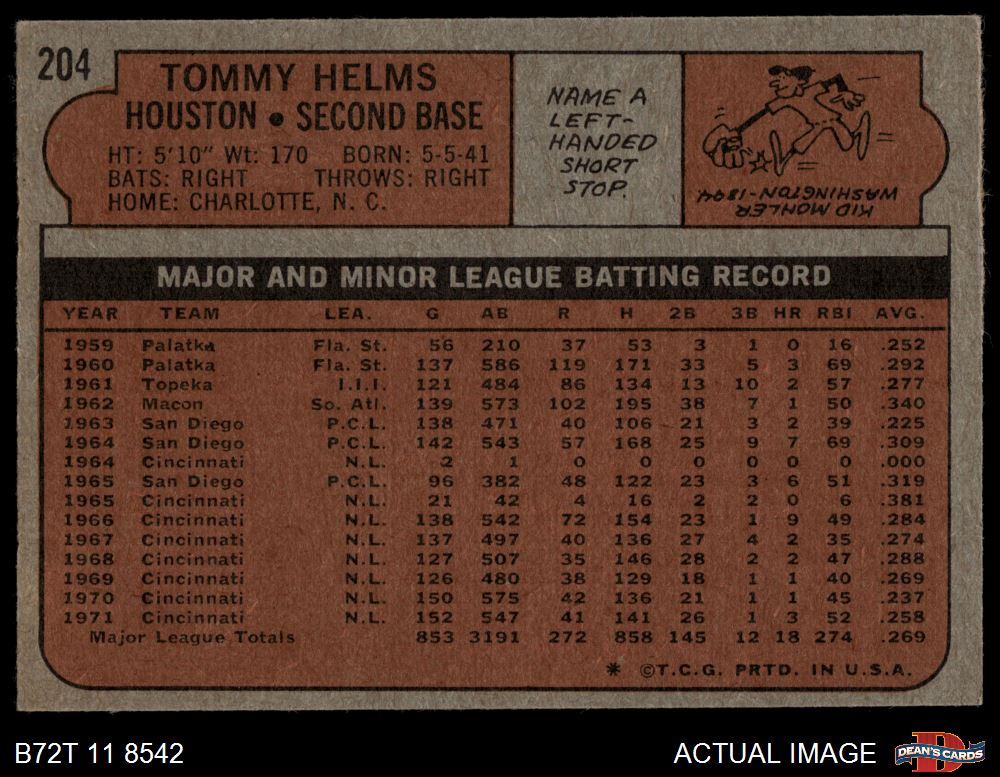 204
TOMMY HELMS
HOUSTON • SECOND BASE
HT: 5'10" Wt: 170 BORN: 5-5-41
BATS: RIGHT THROWS: RIGHT
HOME: CHARLOTTE, N. C.
NAME A
LEFT-
HANDED
SHORT
STOP.
KID MOHLER
WASHINGTON-1894
MAJOR AND MINOR LEAGUE BATTING RECORD
YEAR TEAM LEA. G AB R H 2B 3B HR RBI AVG.
1959 Palatka Fla. St. 56 210 37 53 3 1 0 16 .252
1960 Palatka Fla. St. 137 586 119 171 33 5 3 69 .292
1961 Topeka I.I.I. 121 484 86 134 13 10 2 57 .277
1962 Macon So. Atl. 139 573 102 195 38 7 1 50 .340
1963 San Diego P.C.L. 138 471 40 106 21 3 2 39 .225
1964 San Diego P.C.L. 142 543 57 168 25 9 7 69 .309
1964 Cincinnati N.L. 2 1 0 0 0 0 0 0 .000
1965 San Diego P.C.L. 96 382 48 122 23 3 6 51 .319
1965 Cincinnati N.L. 21 42 4 16 2 2 0 6 .381
1966 Cincinnati N.L. 138 542 72 154 23 1 9 49 .284
1967 Cincinnati N.L. 137 497 40 136 27 4 2 35 .274
1968 Cincinnati N.L. 127 507 35 146 28 2 2 47 .288
1969 Cincinnati N.L. 126 480 38 129 18 1 1 40 .269
1970 Cincinnati N.L. 150 575 42 136 21 1 1 45 .237
1971 Cincinnati N.L. 152 547 41 141 26 1 3 52 .258
Major League Totals 853 3191 272 858 145 12 18 274 .269
* ©T.C.G. PRTD. IN U.S.A.
B72T 11 8542
ACTUAL IMAGE
DEAN'S CARDS